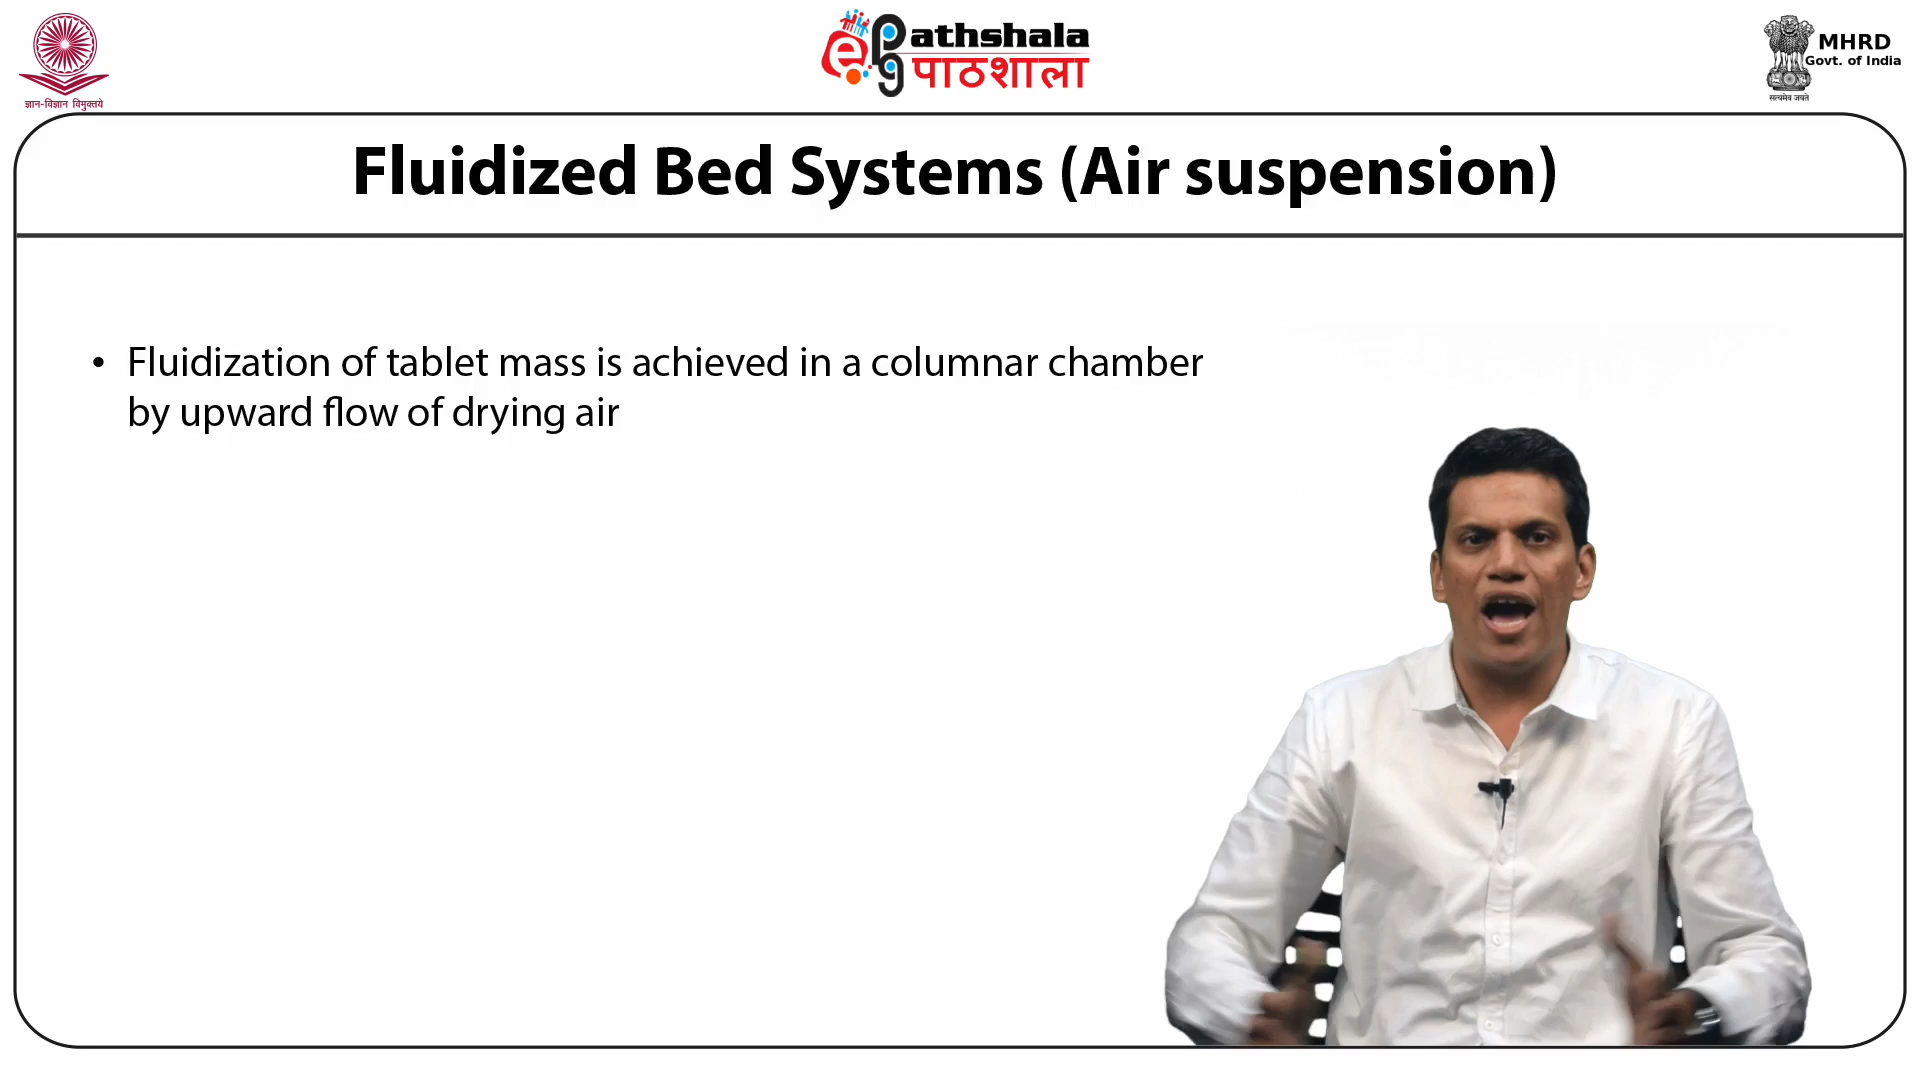 ज्ञान-विज्ञान विमुक्तये
ePathshala
पाठशाला
MHRD
Govt. of India
सत्यमेव जयते
Fluidized Bed Systems (Air suspension)
• Fluidization of tablet mass is achieved in a columnar chamber
by upward flow of drying air